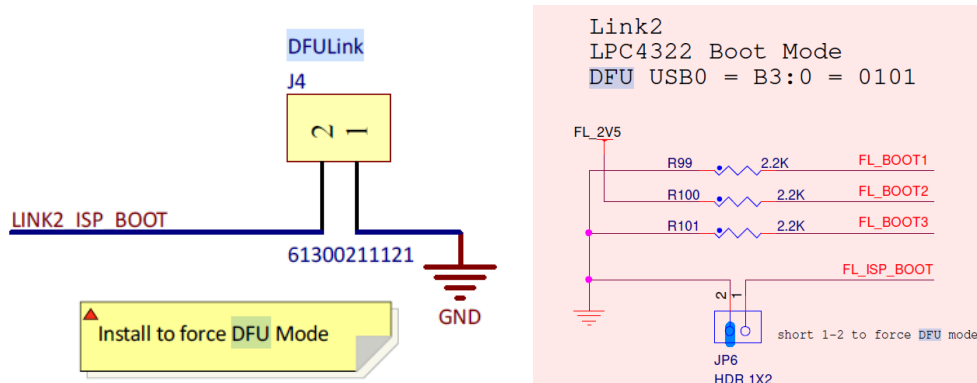 DFULink
J4
2 1
LINK2_ISP_BOOT
61300211121
GND
Install to force DFU Mode
Link2
LPC4322 Boot Mode
DFU USB0 = B3:0 = 0101
FL_2V5
R99 2.2K FL_BOOT1
R100 2.2K FL_BOOT2
R101 2.2K FL_BOOT3
FL_ISP_BOOT
2 1
short 1-2 to force DFU mode
JP6
HDR 1X2